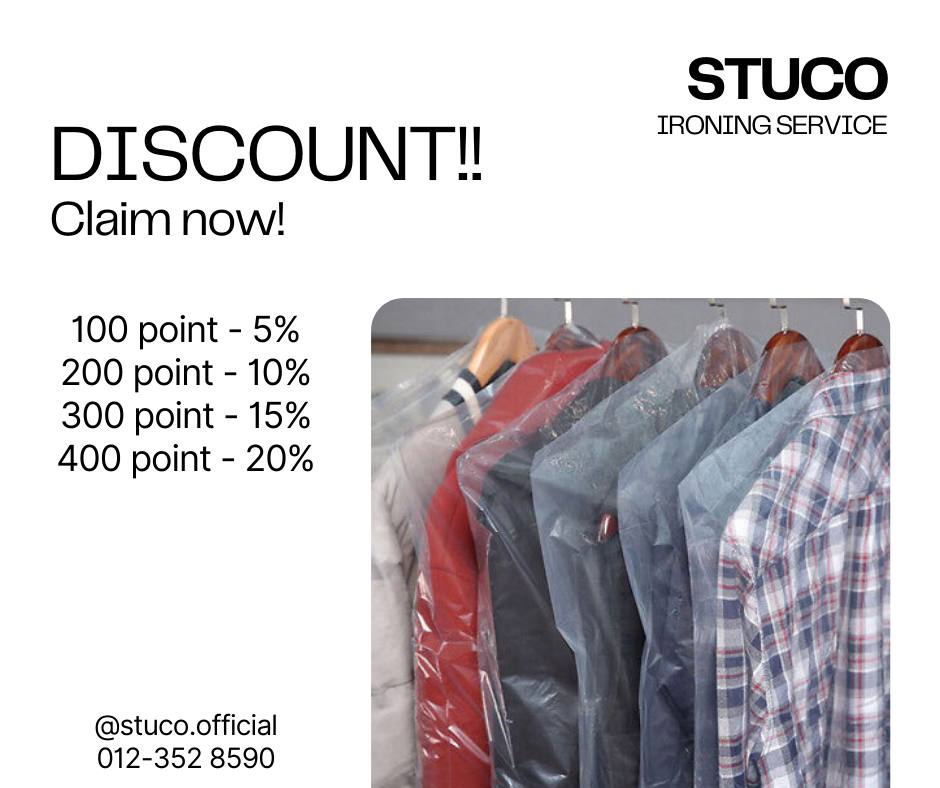 STUCO
IRONING SERVICE
DISCOUNT!!
Claim now!
100 point - 5%
200 point - 10%
300 point - 15%
400 point - 20%
@stuco.official
012-352 8590